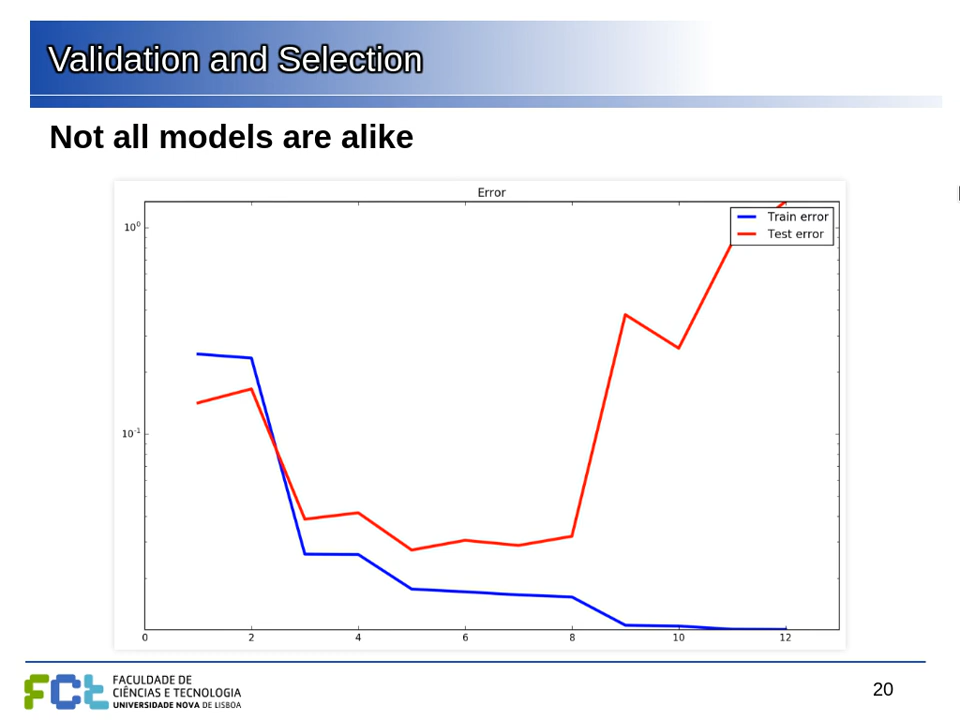 Validation and Selection
Not all models are alike
Error
10⁰
10⁻¹
Train error
Test error
0 2 4 6 8 10 12
FCt FACULDADE DE
CIÊNCIAS E TECNOLOGIA
UNIVERSIDADE NOVA DE LISBOA
20